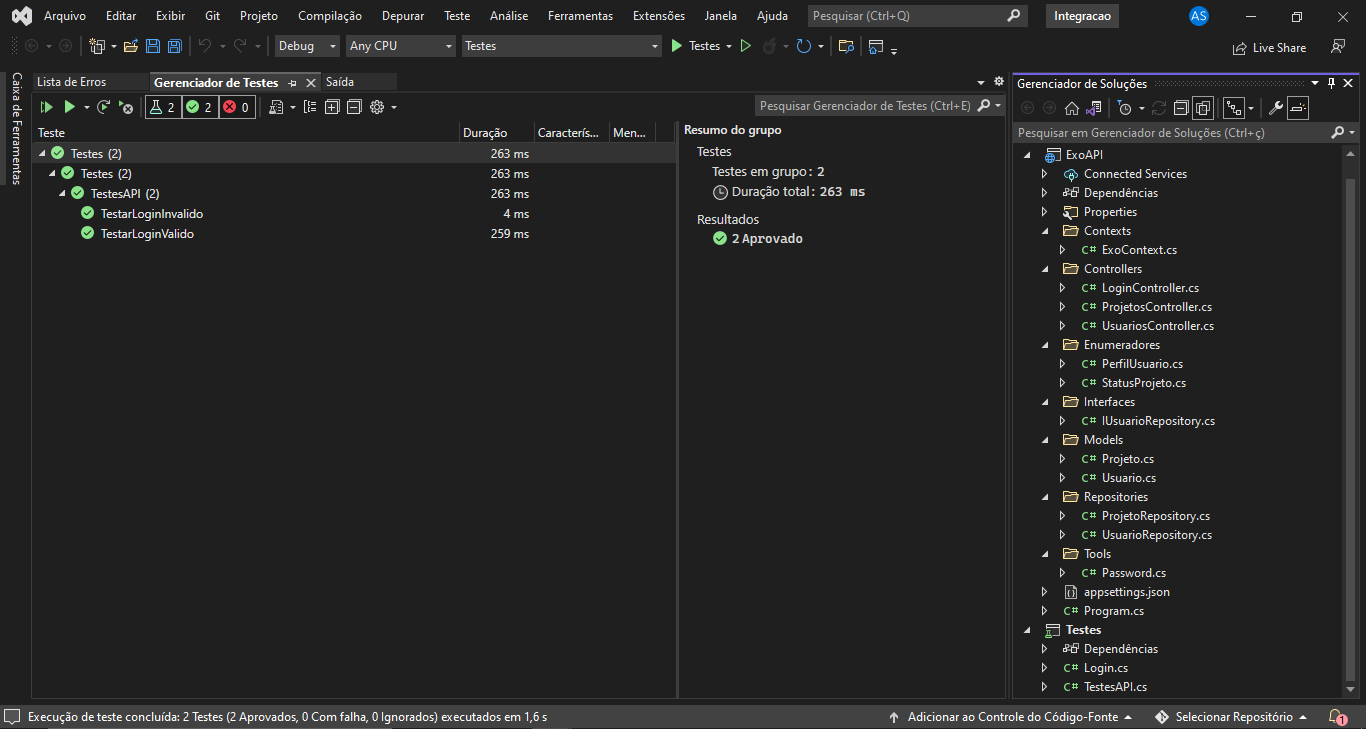 Arquivo Editar Exibir Git Projeto Compilação Depurar Teste Análise Ferramentas Extensões Janela Ajuda Pesquisar (Ctrl+Q) Integracao AS
Debug Any CPU Testes Testes Live Share
Caixa de Ferramentas
Lista de Erros Gerenciador de Testes Saída
2 2 0 Pesquisar Gerenciador de Testes (Ctrl+E)
Teste Duração Caracterís... Men...
Testes (2) 263 ms
Testes (2) 263 ms
TestesAPI (2) 263 ms
TestarLoginInvalido 4 ms
TestarLoginValido 259 ms
Resumo do grupo
Testes
Testes em grupo: 2
Duração total: 263 ms
Resultados
2 Aprovado
Gerenciador de Soluções
Pesquisar em Gerenciador de Soluções (Ctrl+ç)
ExoAPI
Connected Services
Dependências
Properties
Contexts
C# ExoContext.cs
Controllers
C# LoginController.cs
C# ProjetosController.cs
C# UsuariosController.cs
Enumeradores
C# PerfilUsuario.cs
C# StatusProjeto.cs
Interfaces
C# IUsuarioRepository.cs
Models
C# Projeto.cs
C# Usuario.cs
Repositories
C# ProjetoRepository.cs
C# UsuarioRepository.cs
Tools
C# Password.cs
appsettings.json
C# Program.cs
Testes
Dependências
C# Login.cs
C# TestesAPI.cs
Execução de teste concluída: 2 Testes (2 Aprovados, 0 Com falha, 0 Ignorados) executados em 1,6 s Adicionar ao Controle do Código-Fonte Selecionar Repositório 1